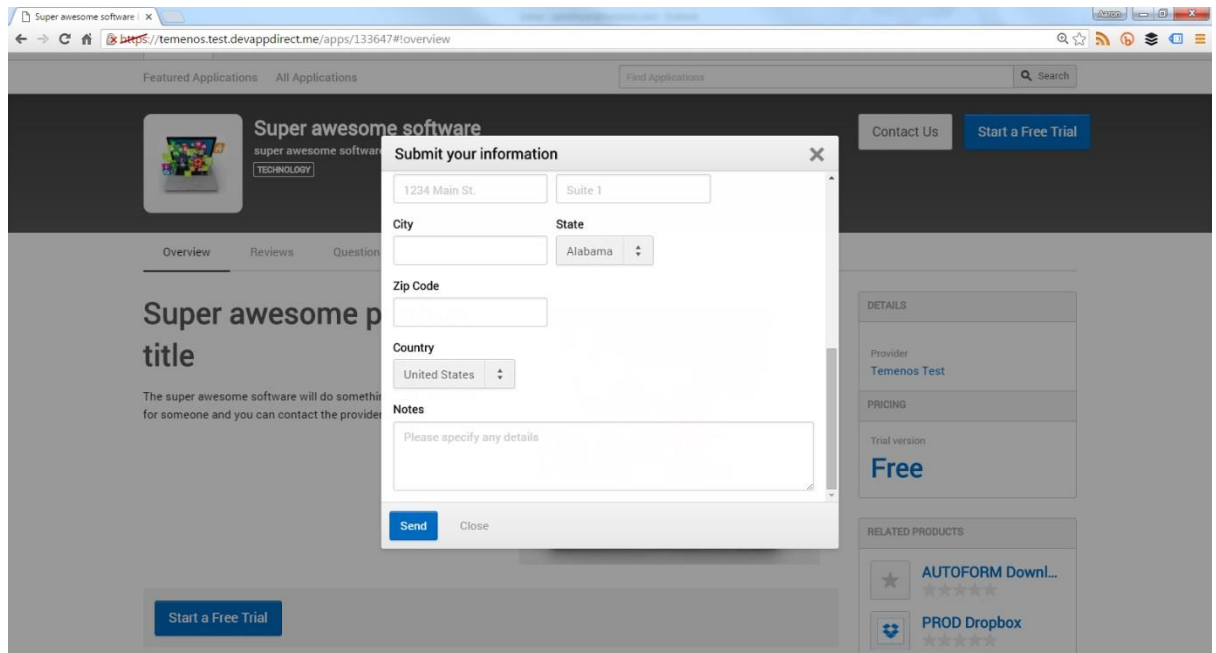 Super awesome software |
Aaron
https://temenos.test.devappdirect.me/apps/133647#!overview
Featured Applications All Applications
Find Applications
Search
Super awesome software
super awesome software
TECHNOLOGY
Contact Us
Start a Free Trial
Submit your information
1234 Main St. Suite 1
City State
Alabama
Zip Code
Country
United States
Notes
Please specify any details
Send Close
Overview Reviews Question
Super awesome p
title
The super awesome software will do somethin
for someone and you can contact the provider
Start a Free Trial
DETAILS
Provider
Temenos Test
PRICING
Trial version
Free
RELATED PRODUCTS
AUTOFORM Downl...
PROD Dropbox